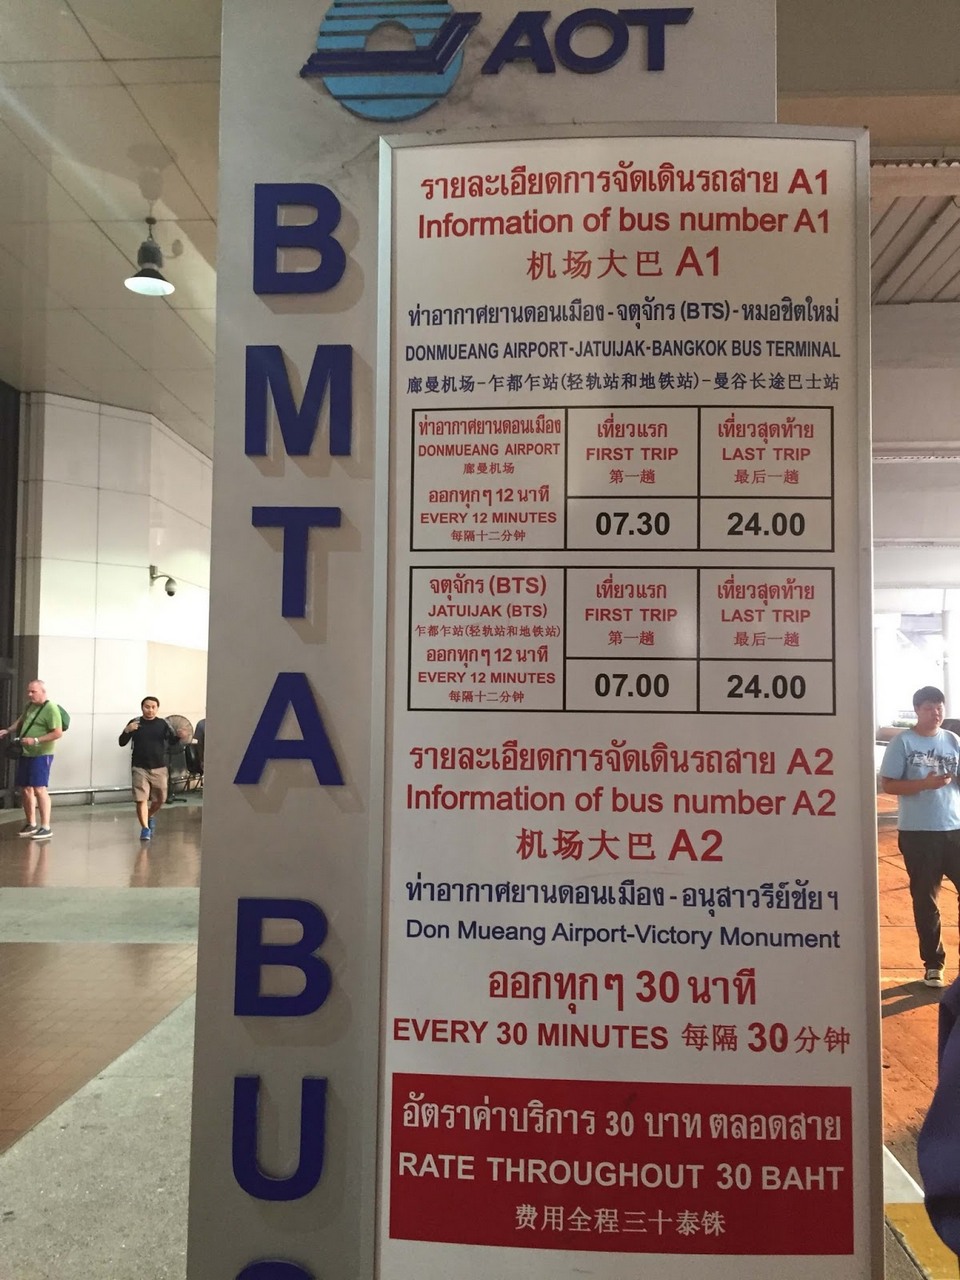 AOT
BMTA BU
รายละเอียดการจัดเดินรถสาย A1
Information of bus number A1
机场大巴 A1
ท่าอากาศยานดอนเมือง-จตุจักร (BTS)-หมอชิตใหม่
DONMUEANG AIRPORT-JATUIJAK-BANGKOK BUS TERMINAL
廊曼机场-乍都乍站(轻轨站和地铁站)-曼谷长途巴士站
ท่าอากาศยานดอนเมือง
DONMUEANG AIRPORT
廊曼机场
ออกทุกๆ 12 นาที
EVERY 12 MINUTES
每隔十二分钟
เที่ยวแรก
FIRST TRIP
第一趟
07.30
เที่ยวสุดท้าย
LAST TRIP
最后一趟
24.00
จตุจักร (BTS)
JATUIJAK (BTS)
乍都乍站(轻轨站和地铁站)
ออกทุกๆ 12 นาที
EVERY 12 MINUTES
每隔十二分钟
เที่ยวแรก
FIRST TRIP
第一趟
07.00
เที่ยวสุดท้าย
LAST TRIP
最后一趟
24.00
รายละเอียดการจัดเดินรถสาย A2
Information of bus number A2
机场大巴 A2
ท่าอากาศยานดอนเมือง - อนุสาวรีย์ชัยฯ
Don Mueang Airport-Victory Monument
ออกทุกๆ 30 นาที
EVERY 30 MINUTES 每隔 30 分钟
อัตราค่าบริการ 30 บาท ตลอดสาย
RATE THROUGHOUT 30 BAHT
费用全程三十泰铢